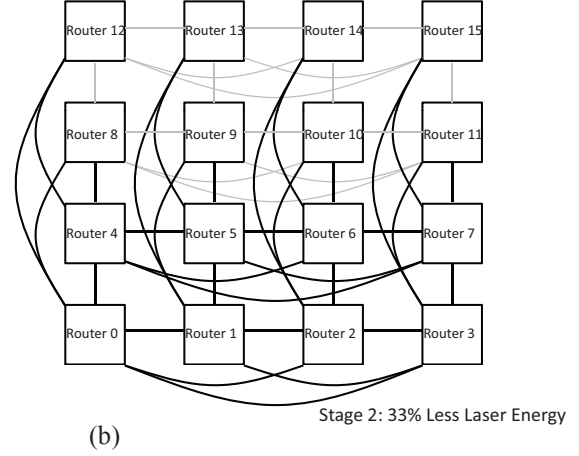 Router 12 Router 13 Router 14 Router 15
Router 8 Router 9 Router 10 Router 11
Router 4 Router 5 Router 6 Router 7
Router 0 Router 1 Router 2 Router 3
Stage 2: 33% Less Laser Energy
(b)